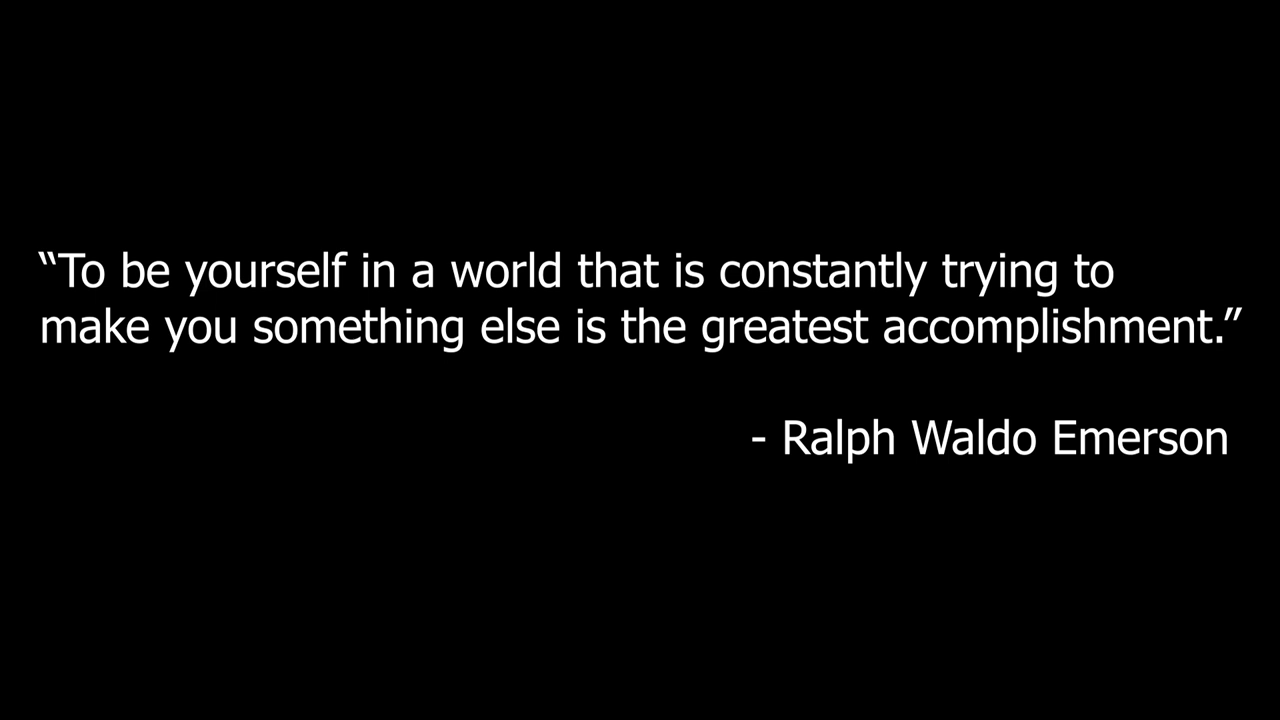 “To be yourself in a world that is constantly trying to
make you something else is the greatest accomplishment.”
- Ralph Waldo Emerson